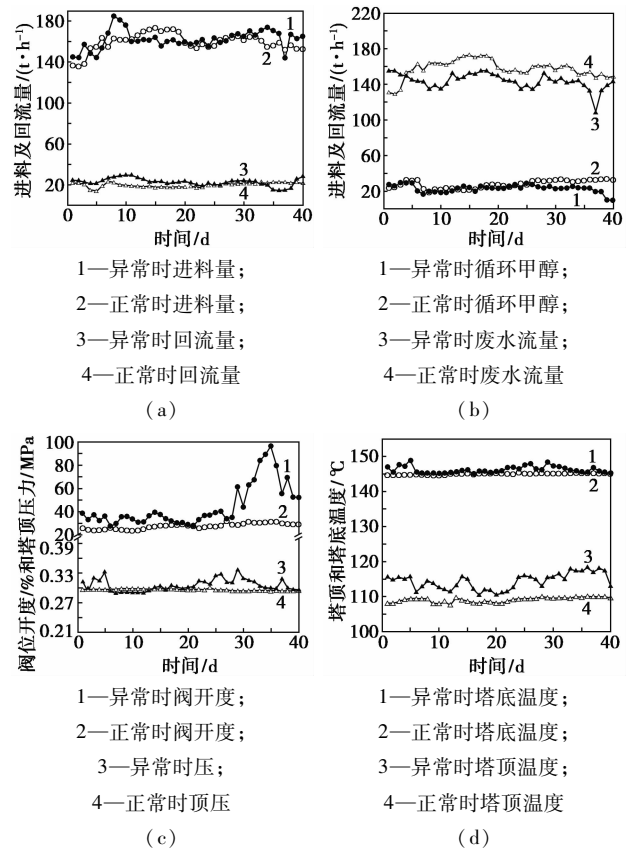 进料及回流量/(t·h⁻¹)
180
160
140
60
40
20
0
0
10
20
30
40
时间/d
1
2
3
4
1—异常时进料量;
2—正常时进料量;
3—异常时回流量;
4—正常时回流量
(a)
进料及回流量/(t·h⁻¹)
220
180
140
100
60
20
0
10
20
30
40
时间/d
4
3
2
1
1—异常时循环甲醇;
2—正常时循环甲醇;
3—异常时废水流量;
4—正常时废水流量
(b)
阀位开度/%和塔顶压力/MPa
100
80
60
40
20
0.39
0.33
0.27
0.21
0
10
20
30
40
时间/d
1
2
3
4
1—异常时阀开度;
2—正常时阀开度;
3—异常时压;
4—正常时顶压
(c)
塔顶和塔底温度/℃
150
140
130
120
110
100
0
10
20
30
40
时间/d
1
2
3
4
1—异常时塔底温度;
2—正常时塔底温度;
3—异常时塔顶温度;
4—正常时塔顶温度
(d)